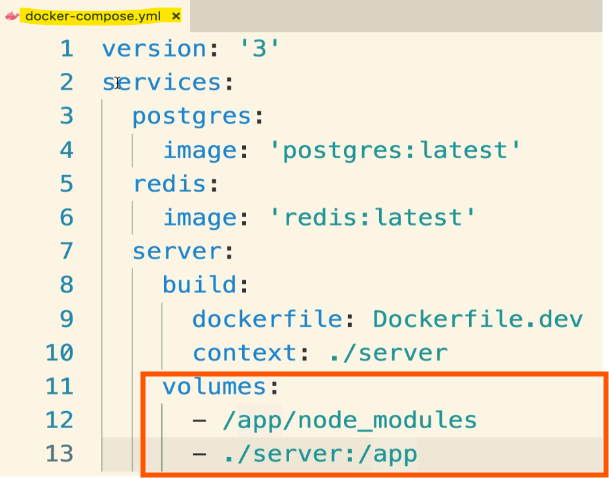 docker-compose.yml ×
1 version: '3'
2 services:
3 postgres:
4 image: 'postgres:latest'
5 redis:
6 image: 'redis:latest'
7 server:
8 build:
9 dockerfile: Dockerfile.dev
10 context: ./server
11 volumes:
12 - /app/node_modules
13 - ./server:/app